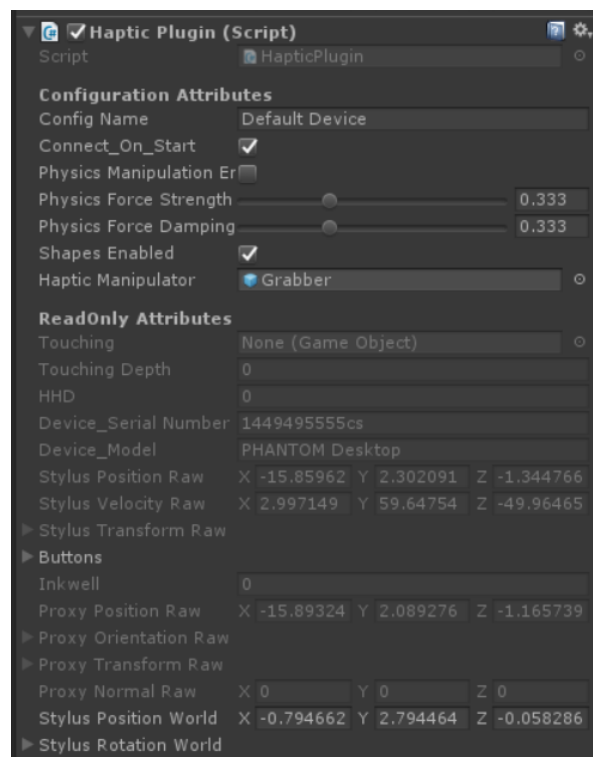 Haptic Plugin (Script)
Script HapticPlugin
Configuration Attributes
Config Name Default Device
Connect_On_Start
Physics Manipulation Er
Physics Force Strength 0.333
Physics Force Damping 0.333
Shapes Enabled
Haptic Manipulator Grabber
ReadOnly Attributes
Touching None (Game Object)
Touching Depth 0
HHD 0
Device_Serial Number 1449495555cs
Device_Model PHANTOM Desktop
Stylus Position Raw X -15.85962 Y 2.302091 Z -1.344766
Stylus Velocity Raw X 2.997149 Y 59.64754 Z -49.96465
Stylus Transform Raw
Buttons
Inkwell 0
Proxy Position Raw X -15.89324 Y 2.089276 Z -1.165739
Proxy Orientation Raw
Proxy Transform Raw
Proxy Normal Raw X 0 Y 0 Z 0
Stylus Position World X -0.794662 Y 2.794464 Z -0.058286
Stylus Rotation World